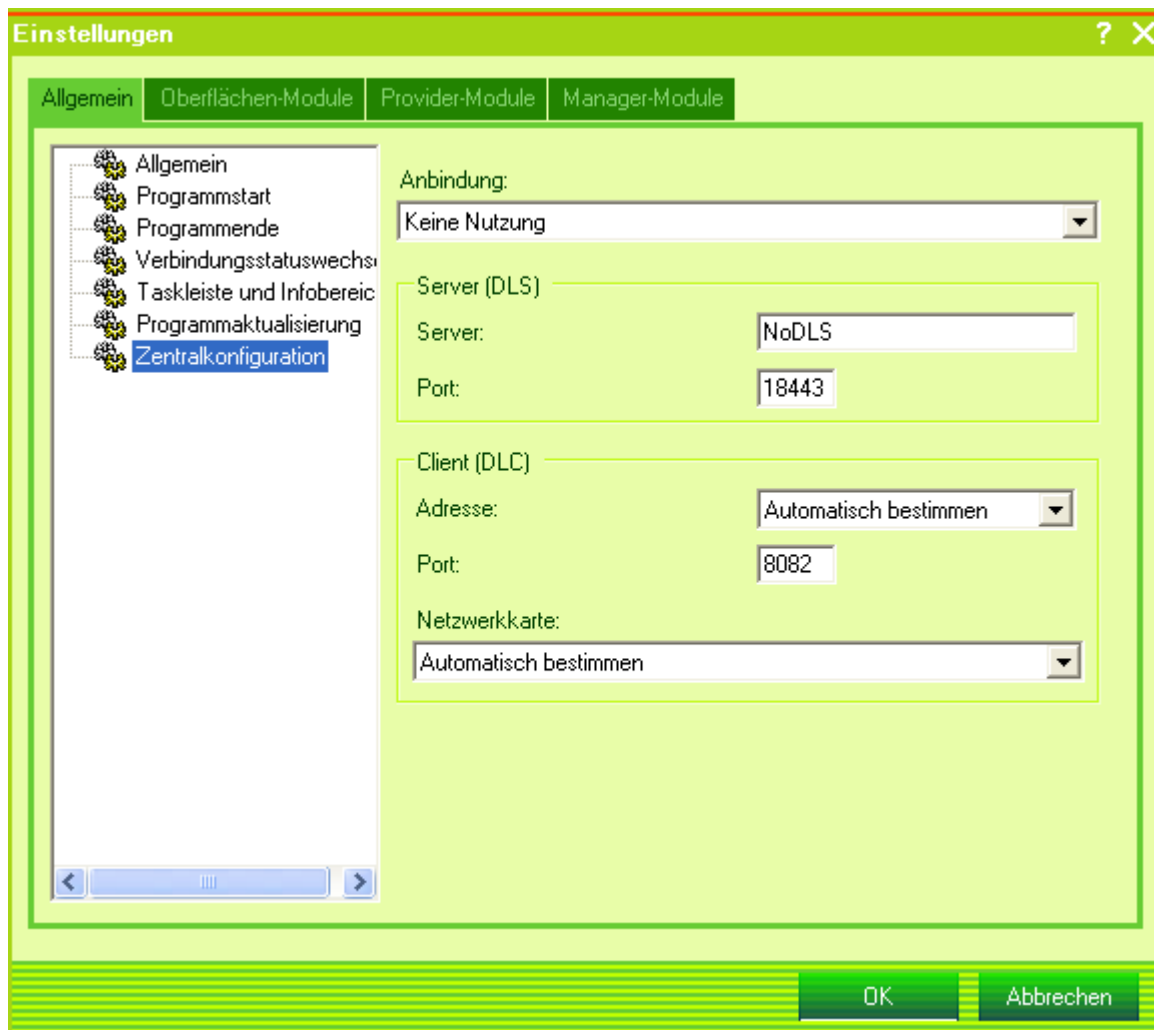 Einstellungen ?
Allgemein Oberflächen-Module Provider-Module Manager-Module
Allgemein
Programmstart
Programmende
Verbindungsstatuswechs
Taskleiste und Infobereic
Programmaktualisierung
Zentralkonfiguration
Anbindung:
Keine Nutzung
Server (DLS)
Server: NoDLS
Port: 18443
Client (DLC)
Adresse: Automatisch bestimmen
Port: 8082
Netzwerkkarte:
Automatisch bestimmen
OK Abbrechen